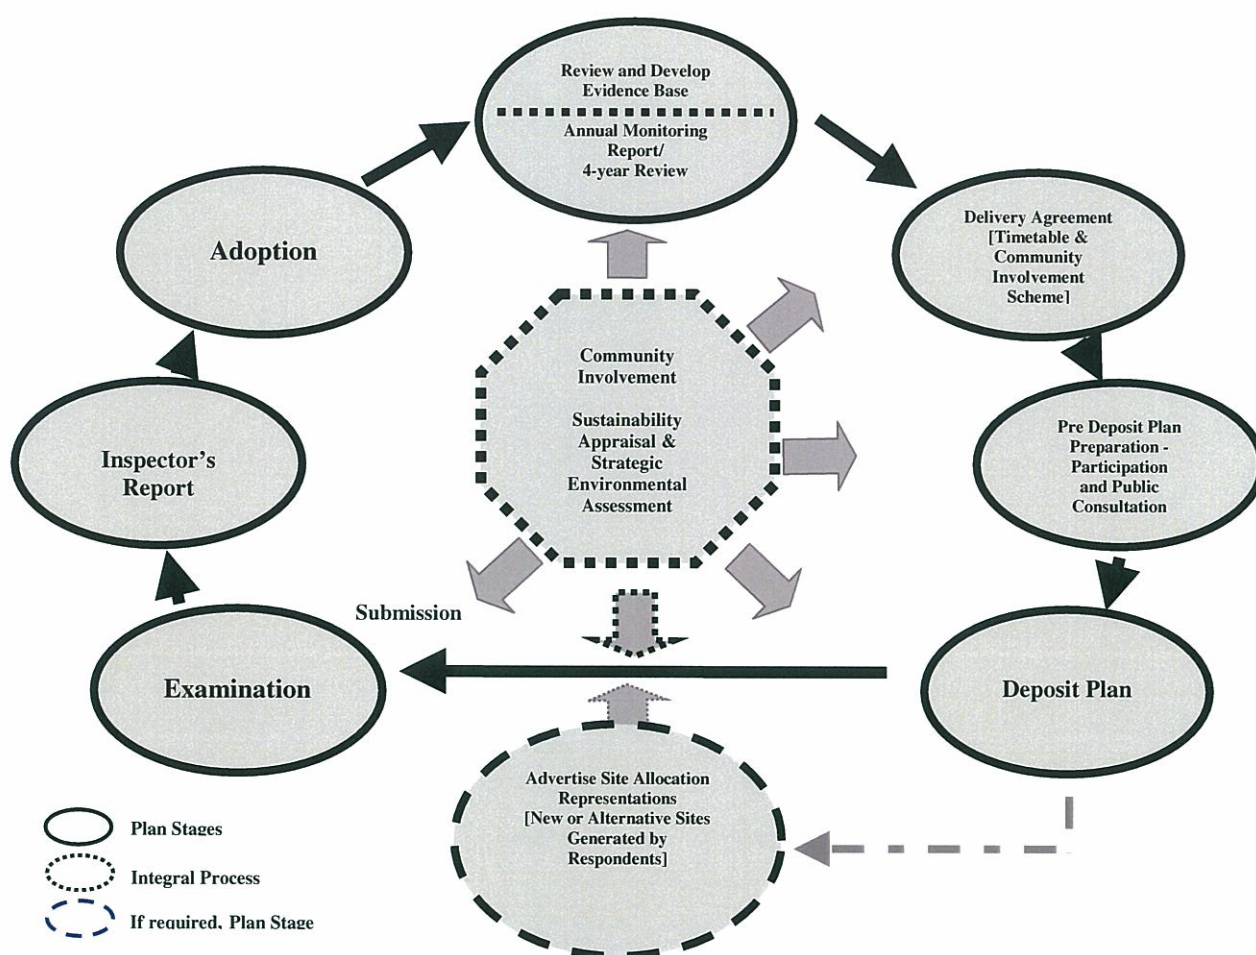 Review and Develop
Evidence Base
Annual Monitoring
Report/
4-year Review
Adoption
Delivery Agreement
[Timetable &
Community
Involvement
Scheme]
Community
Involvement
Sustainability
Appraisal &
Strategic
Environmental
Assessment
Inspector's
Report
Pre Deposit Plan
Preparation -
Participation
and Public
Consultation
Submission
Examination
Deposit Plan
Advertise Site Allocation
Representations
[New or Alternative Sites
Generated by
Respondents]
Plan Stages
Integral Process
If required, Plan Stage